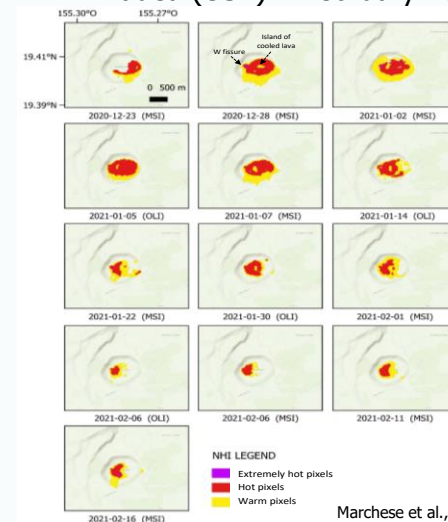 155.30°O 155.27°O
19.41°N
19.39°N
W fissure
Island of
cooled lava
0 500 m
2020-12-23 (MSI) 2020-12-28 (MSI) 2021-01-02 (MSI)
2021-01-05 (OLI) 2021-01-07 (MSI) 2021-01-14 (OLI)
2021-01-22 (MSI) 2021-01-30 (OLI) 2021-02-01 (MSI)
2021-02-06 (OLI) 2021-02-06 (MSI) 2021-02-11 (MSI)
2021-02-16 (MSI)
NHI LEGEND
Extremely hot pixels
Hot pixels
Warm pixels
Marchese et al.,